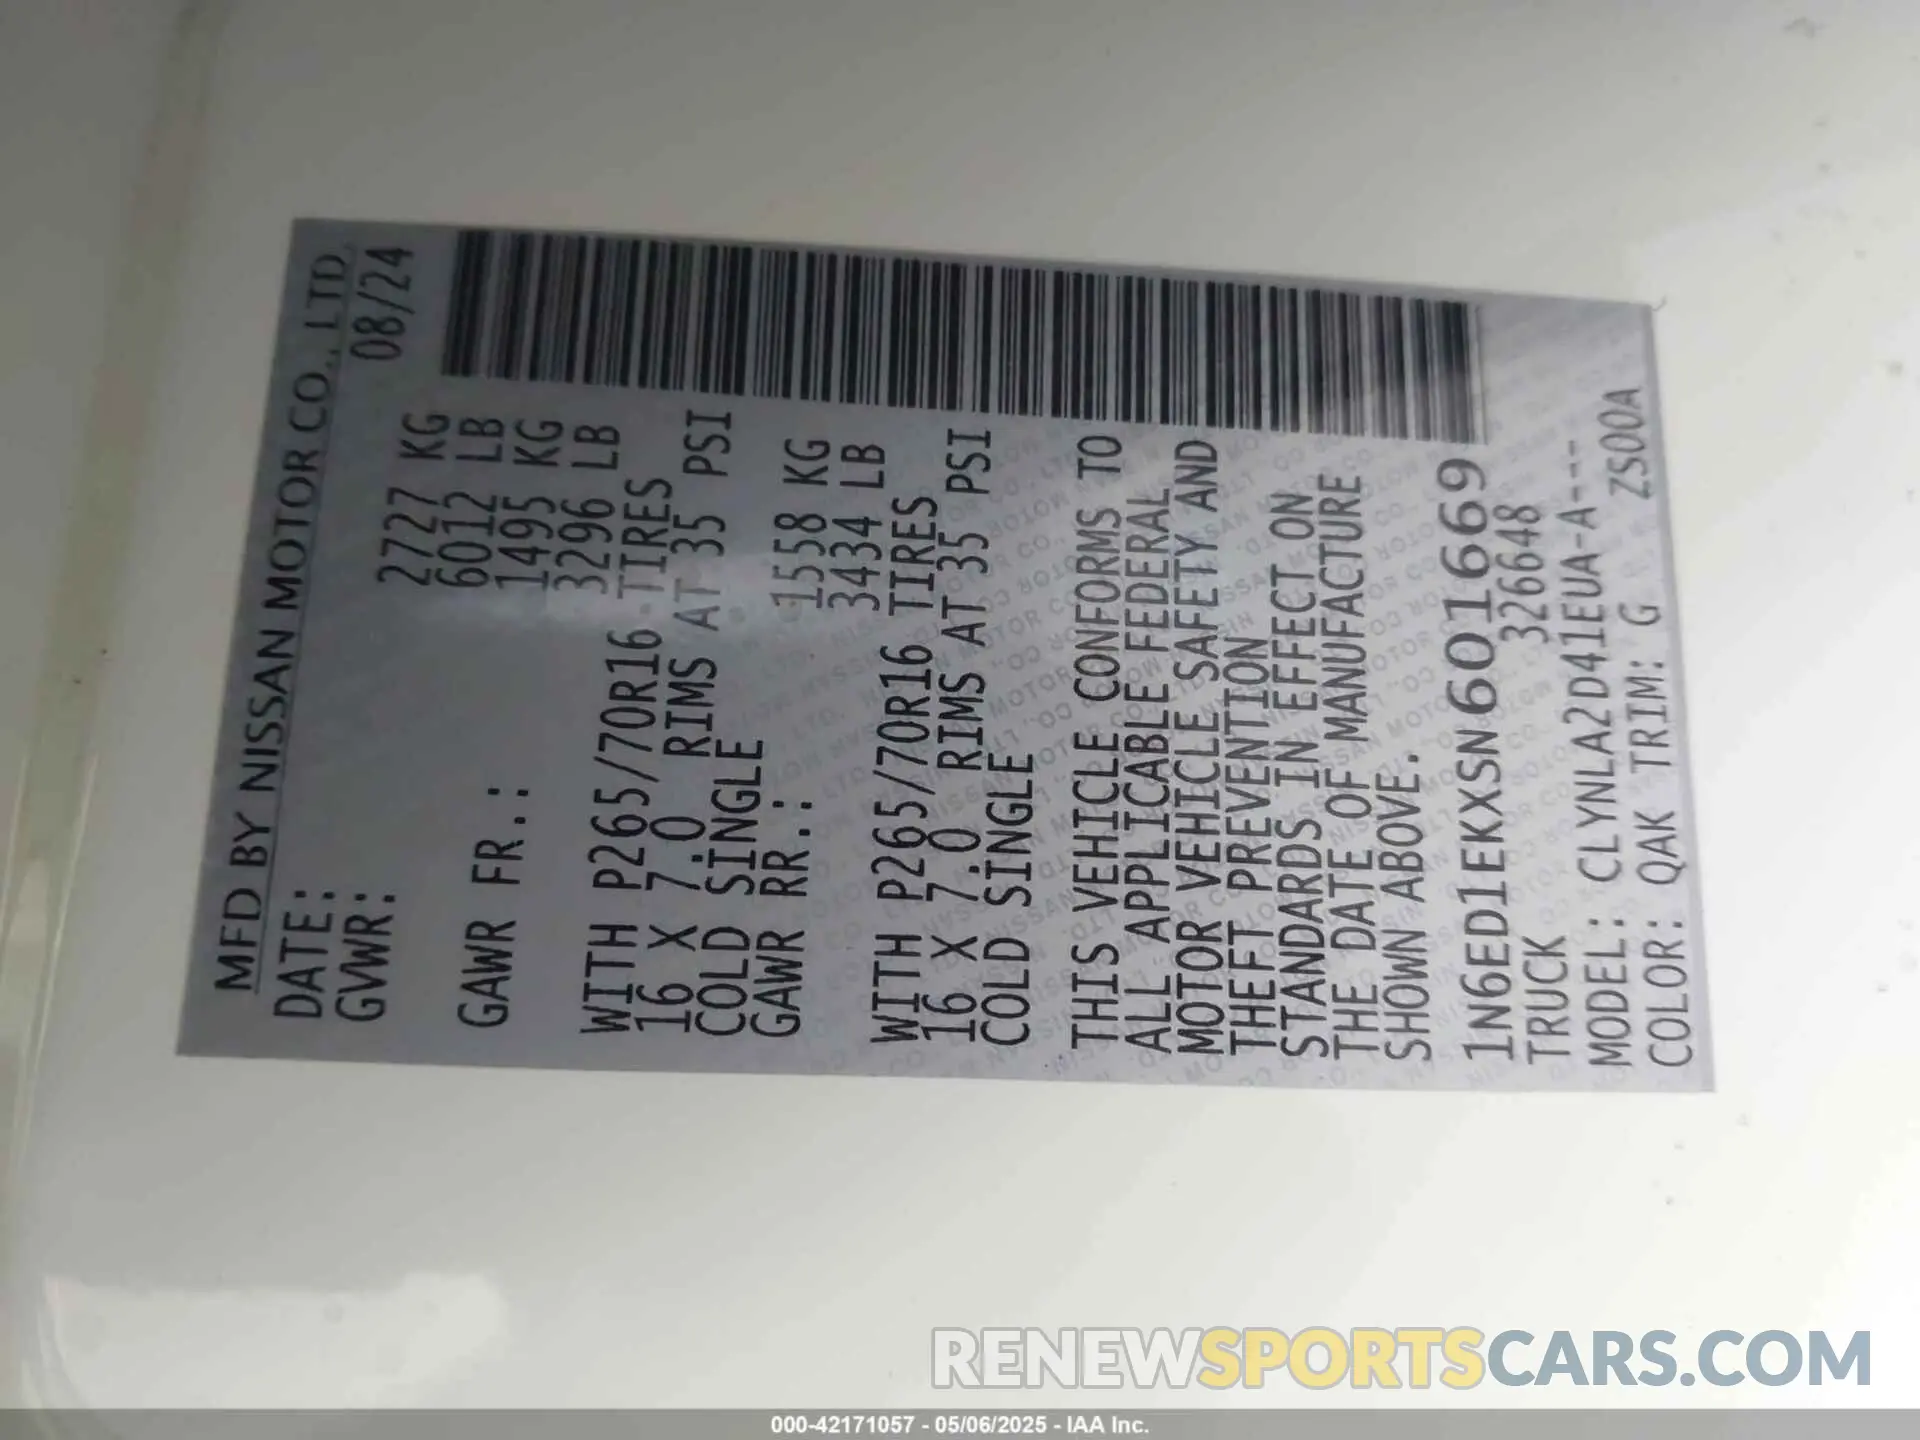 MFD BY NISSAN MOTOR CO., LTD.
DATE: 08/24
GVWR: 2727 KG
6012 LB
GAWR FR.: 1495 KG
3296 LB
WITH P265/70R16 TIRES
16 X 7.0 RIMS AT 35 PSI
COLD SINGLE
GAWR RR.: 1558 KG
3434 LB
WITH P265/70R16 TIRES
16 X 7.0 RIMS AT 35 PSI
COLD SINGLE
THIS VEHICLE CONFORMS TO
ALL APPLICABLE FEDERAL
MOTOR VEHICLE SAFETY AND
THEFT PREVENTION
STANDARDS IN EFFECT ON
THE DATE OF MANUFACTURE
SHOWN ABOVE.
1N6ED1EKXSN601669
TRUCK 326648
MODEL: CLYNLA2D41EUA-A----
COLOR: QAK TRIM: G ZS00A
RENEWSPORTSCARS.COM
000-42171057 - 05/06/2025 - IAA Inc.